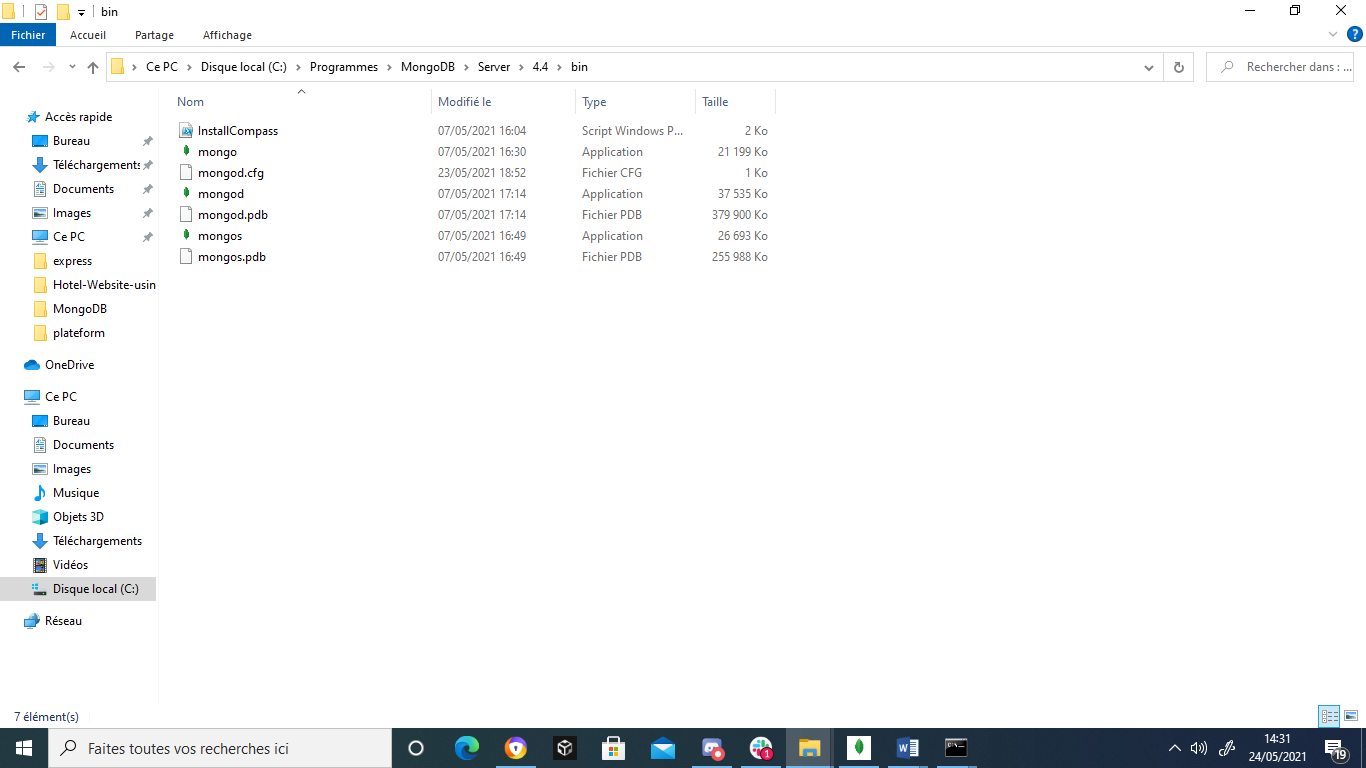 bin
Fichier Accueil Partage Affichage
Ce PC Disque local (C:) Programmes MongoDB Server 4.4 bin
Rechercher dans : ...
Accès rapide
Bureau
Téléchargements
Documents
Images
Ce PC
express
Hotel-Website-usin
MongoDB
plateform
OneDrive
Ce PC
Bureau
Documents
Images
Musique
Objets 3D
Téléchargements
Vidéos
Disque local (C:)
Réseau
Nom Modifié le Type Taille
InstallCompass 07/05/2021 16:04 Script Windows P... 2 Ko
mongo 07/05/2021 16:30 Application 21 199 Ko
mongod.cfg 23/05/2021 18:52 Fichier CFG 1 Ko
mongod 07/05/2021 17:14 Application 37 535 Ko
mongod.pdb 07/05/2021 17:14 Fichier PDB 379 900 Ko
mongos 07/05/2021 16:49 Application 26 693 Ko
mongos.pdb 07/05/2021 16:49 Fichier PDB 255 988 Ko
7 élément(s)
Faites toutes vos recherches ici
1
14:31
24/05/2021
19